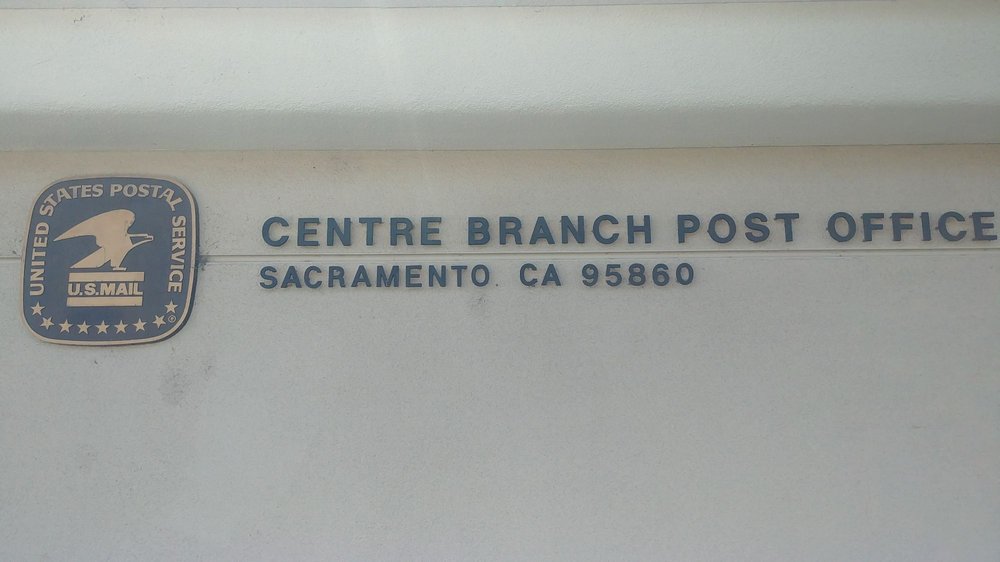 UNITED STATES POSTAL SERVICE
U.S.MAIL
®
CENTRE BRANCH POST OFFICE
SACRAMENTO CA 95860